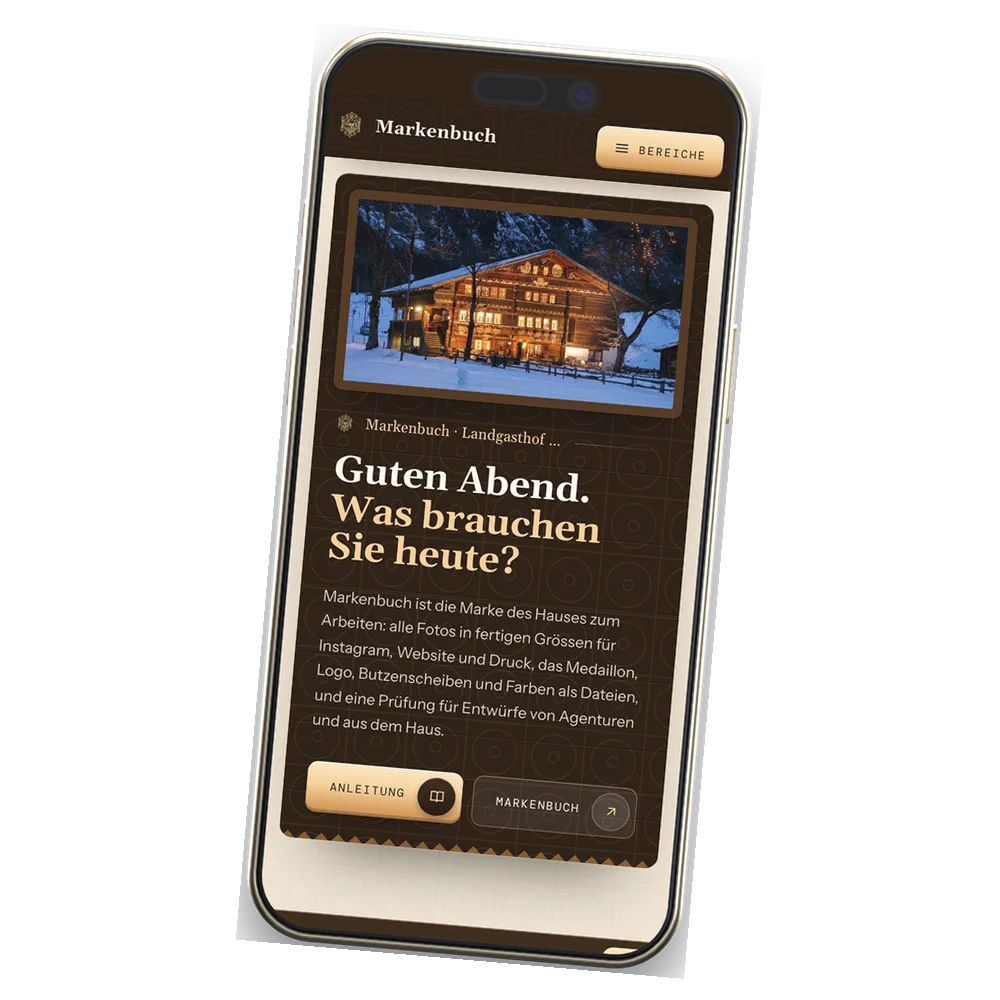 Markenbuch
BEREICHE
Markenbuch · Landgasthof ...
Guten Abend.
Was brauchen
Sie heute?
Markenbuch ist die Marke des Hauses zum
Arbeiten: alle Fotos in fertigen Grössen für
Instagram, Website und Druck, das Medaillon,
Logo, Butzenscheiben und Farben als Dateien,
und eine Prüfung für Entwürfe von Agenturen
und aus dem Haus.
ANLEITUNG
MARKENBUCH